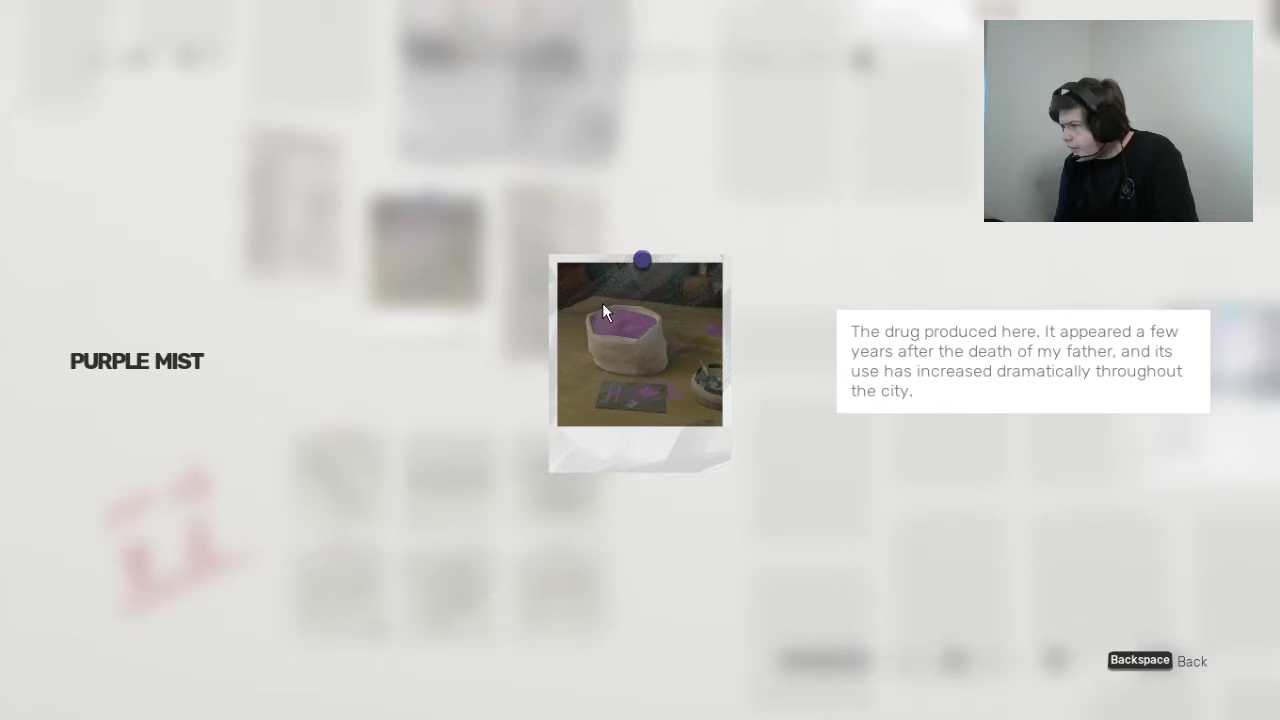 PURPLE MIST
The drug produced here. It appeared a few
years after the death of my father, and its
use has increased dramatically throughout
the city.
Backspace Back